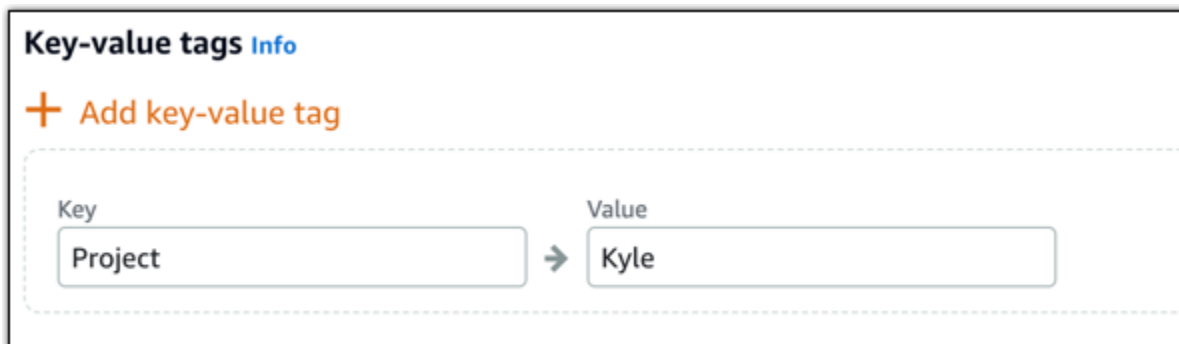 Key-value tags Info
+ Add key-value tag
Key Value
Project → Kyle